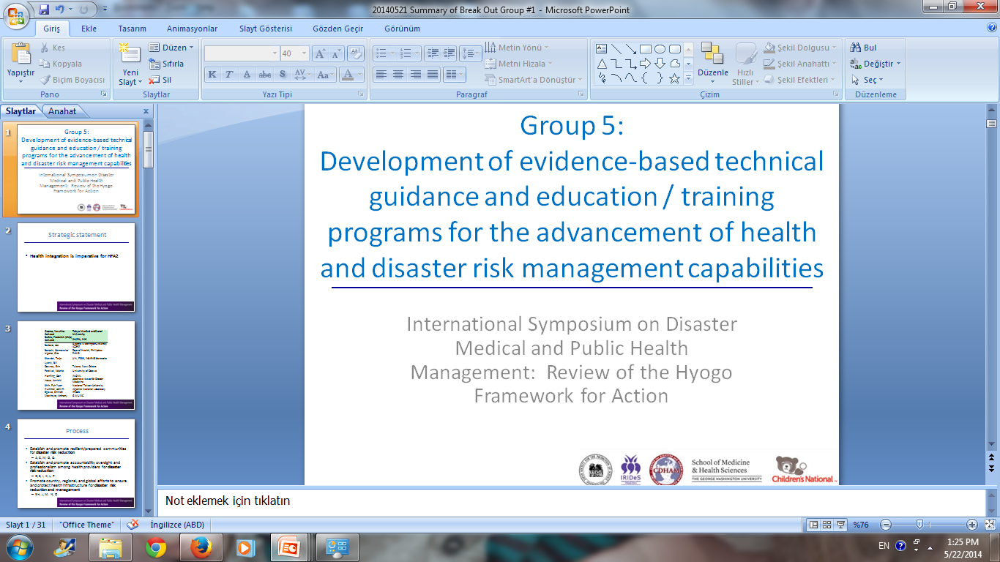 20140521 Summary of Break Out Group #1 - Microsoft PowerPoint
Giriş Ekle Tasarım Animasyonlar Slayt Gösterisi Gözden Geçir Görünüm
Yapıştır
Kes
Kopyala
Biçim Boyacısı
Pano
Yeni
Slayt
Düzen
Sıfırla
Sil
Slaytlar
40
K T A abc S AV Aa A
Yazı Tipi
Metin Yönü
Metni Hizala
SmartArt'a Dönüştür
Paragraf
Düzenle
Hızlı
Stiller
Şekil Dolgusu
Şekil Anahattı
Şekil Efektleri
Çizim
Bul
Değiştir
Seç
Düzenleme
Slaytlar Anahat x
1
Group 5:
Development of evidence-based technical
guidance and education / training
programs for the advancement of health
and disaster risk management capabilities
International Symposium on Disaster
Medical and Public Health
Management: Review of the Hyogo
Framework for Action
2
Strategic statement
• Health integration is imperative for HFA2
International Symposium on Disaster Medical and Public Health Management:
Review of the Hyogo Framework for Action
3
International Symposium on Disaster Medical and Public Health Management:
Review of the Hyogo Framework for Action
4
Process
• Establish and promote resilient/prepared communities
for disaster risk reduction
• Establish and promote accountability oversight and
professionalism among health providers for disaster
risk reduction
• Promote country, regional, and global efforts to ensure
and protect health infrastructure for disaster risk
reduction and management
International Symposium on Disaster Medical and Public Health Management:
Review of the Hyogo Framework for Action
Group 5:
Development of evidence-based technical
guidance and education / training
programs for the advancement of health
and disaster risk management capabilities
International Symposium on Disaster
Medical and Public Health
Management: Review of the Hyogo
Framework for Action
IRIDeS
CDHAM
School of Medicine
& Health Sciences
THE GEORGE WASHINGTON UNIVERSITY
Children's National
Not eklemek için tıklatın
Slayt 1 / 31 "Office Theme" İngilizce (ABD) %76
EN 1:25 PM
5/22/2014